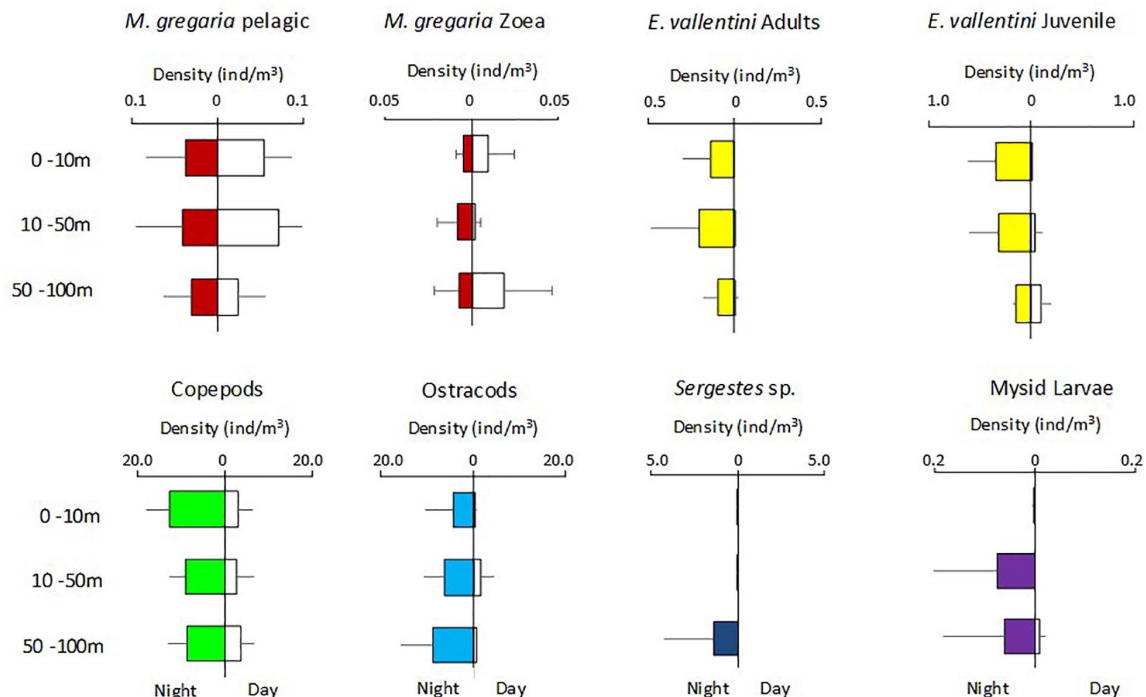 M. gregaria pelagic M. gregaria Zoea E. vallentini Adults E. vallentini Juvenile
Density (ind/m³) Density (ind/m³) Density (ind/m³) Density (ind/m³)
0.1 0 0.1 0.05 0 0.05 0.5 0 0.5 1.0 0 1.0
0 -10m
10 -50m
50 -100m
Copepods Ostracods Sergestes sp. Mysid Larvae
Density (ind/m³) Density (ind/m³) Density (ind/m³) Density (ind/m³)
20.0 0 20.0 20.0 0 20.0 5.0 0 5.0 0.2 0 0.2
0 -10m
10 -50m
50 -100m
Night Day Night Day Night Day Night Day